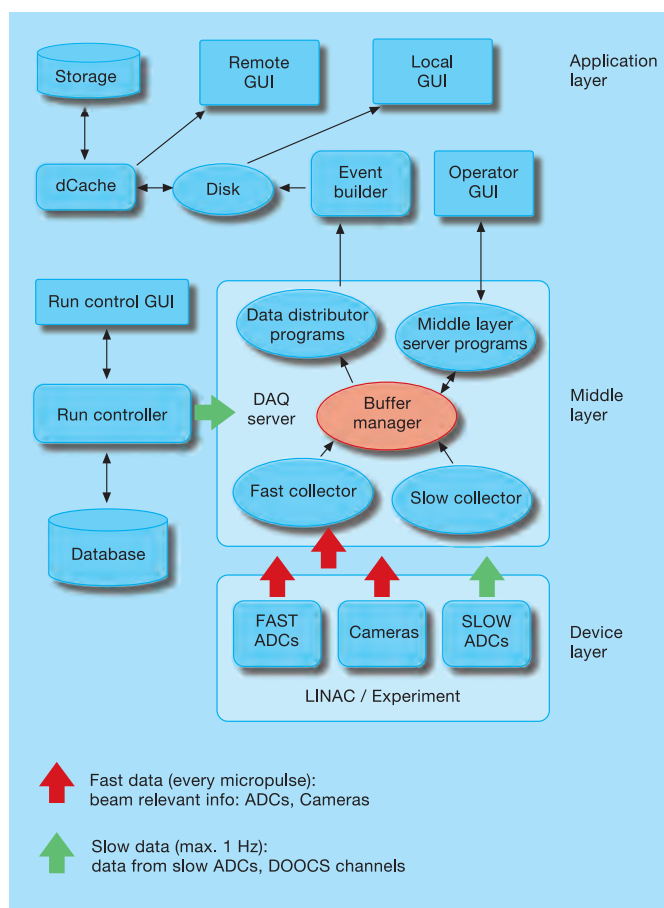 Storage
Remote
GUI
Local
GUI
Application
layer
dCache
Disk
Event
builder
Operator
GUI
Run control GUI
Data distributor
programs
Middle layer
server programs
Run controller
DAQ
server
Buffer
manager
Middle
layer
Fast collector
Slow collector
Database
FAST
ADCs
Cameras
SLOW
ADCs
Device
layer
LINAC / Experiment
Fast data (every micropulse):
beam relevant info: ADCs, Cameras
Slow data (max. 1 Hz):
data from slow ADCs, DOOCS channels